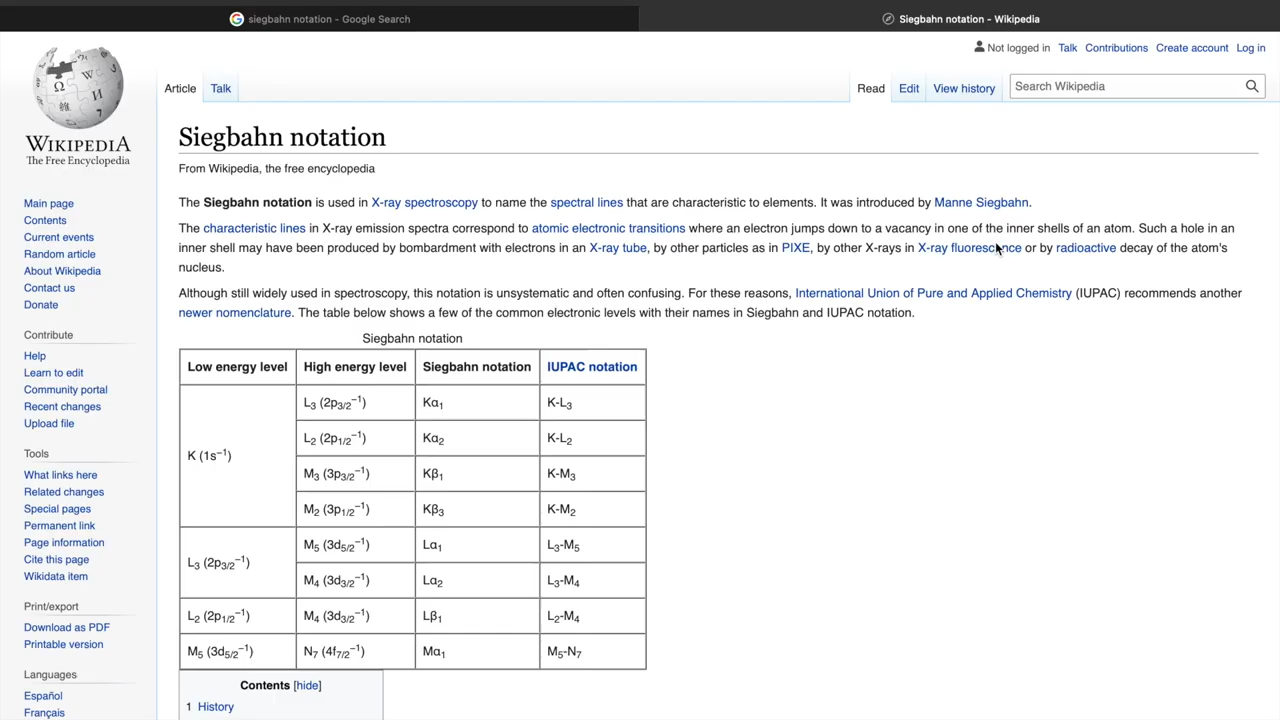 siegbahn notation - Google Search
Siegbahn notation - Wikipedia
Not logged in Talk Contributions Create account Log in
Article Talk
Read Edit View history Search Wikipedia
WIKIPEDIA
The Free Encyclopedia
Main page
Contents
Current events
Random article
About Wikipedia
Contact us
Donate
Contribute
Help
Learn to edit
Community portal
Recent changes
Upload file
Tools
What links here
Related changes
Special pages
Permanent link
Page information
Cite this page
Wikidata item
Print/export
Download as PDF
Printable version
Languages
Español
Français
Siegbahn notation
From Wikipedia, the free encyclopedia
The Siegbahn notation is used in X-ray spectroscopy to name the spectral lines that are characteristic to elements. It was introduced by Manne Siegbahn.
The characteristic lines in X-ray emission spectra correspond to atomic electronic transitions where an electron jumps down to a vacancy in one of the inner shells of an atom. Such a hole in an
inner shell may have been produced by bombardment with electrons in an X-ray tube, by other particles as in PIXE, by other X-rays in X-ray fluorescence or by radioactive decay of the atom's
nucleus.
Although still widely used in spectroscopy, this notation is unsystematic and often confusing. For these reasons, International Union of Pure and Applied Chemistry (IUPAC) recommends another
newer nomenclature. The table below shows a few of the common electronic levels with their names in Siegbahn and IUPAC notation.
Siegbahn notation
Low energy level High energy level Siegbahn notation IUPAC notation
K (1s⁻¹) L₃ (2p₃/₂⁻¹) Kα₁ K-L₃
L₂ (2p₁/₂⁻¹) Kα₂ K-L₂
M₃ (3p₃/₂⁻¹) Kβ₁ K-M₃
M₂ (3p₁/₂⁻¹) Kβ₃ K-M₂
L₃ (2p₃/₂⁻¹) M₅ (3d₅/₂⁻¹) Lα₁ L₃-M₅
M₄ (3d₃/₂⁻¹) Lα₂ L₃-M₄
L₂ (2p₁/₂⁻¹) M₄ (3d₃/₂⁻¹) Lβ₁ L₂-M₄
M₅ (3d₅/₂⁻¹) N₇ (4f₇/₂⁻¹) Mα₁ M₅-N₇
Contents [hide]
1 History